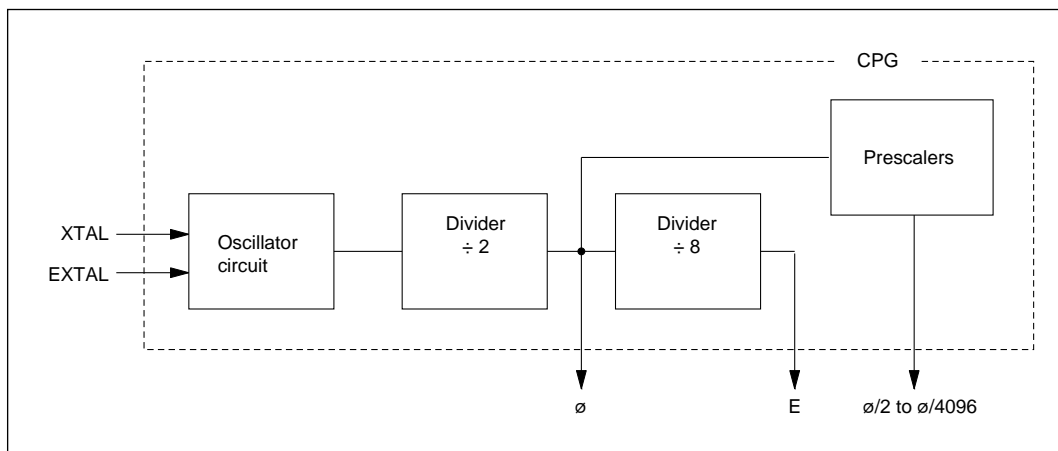 CPG
Prescalers
XTAL
EXTAL
Oscillator
circuit
Divider
÷ 2
Divider
÷ 8
ø
E
ø/2 to ø/4096